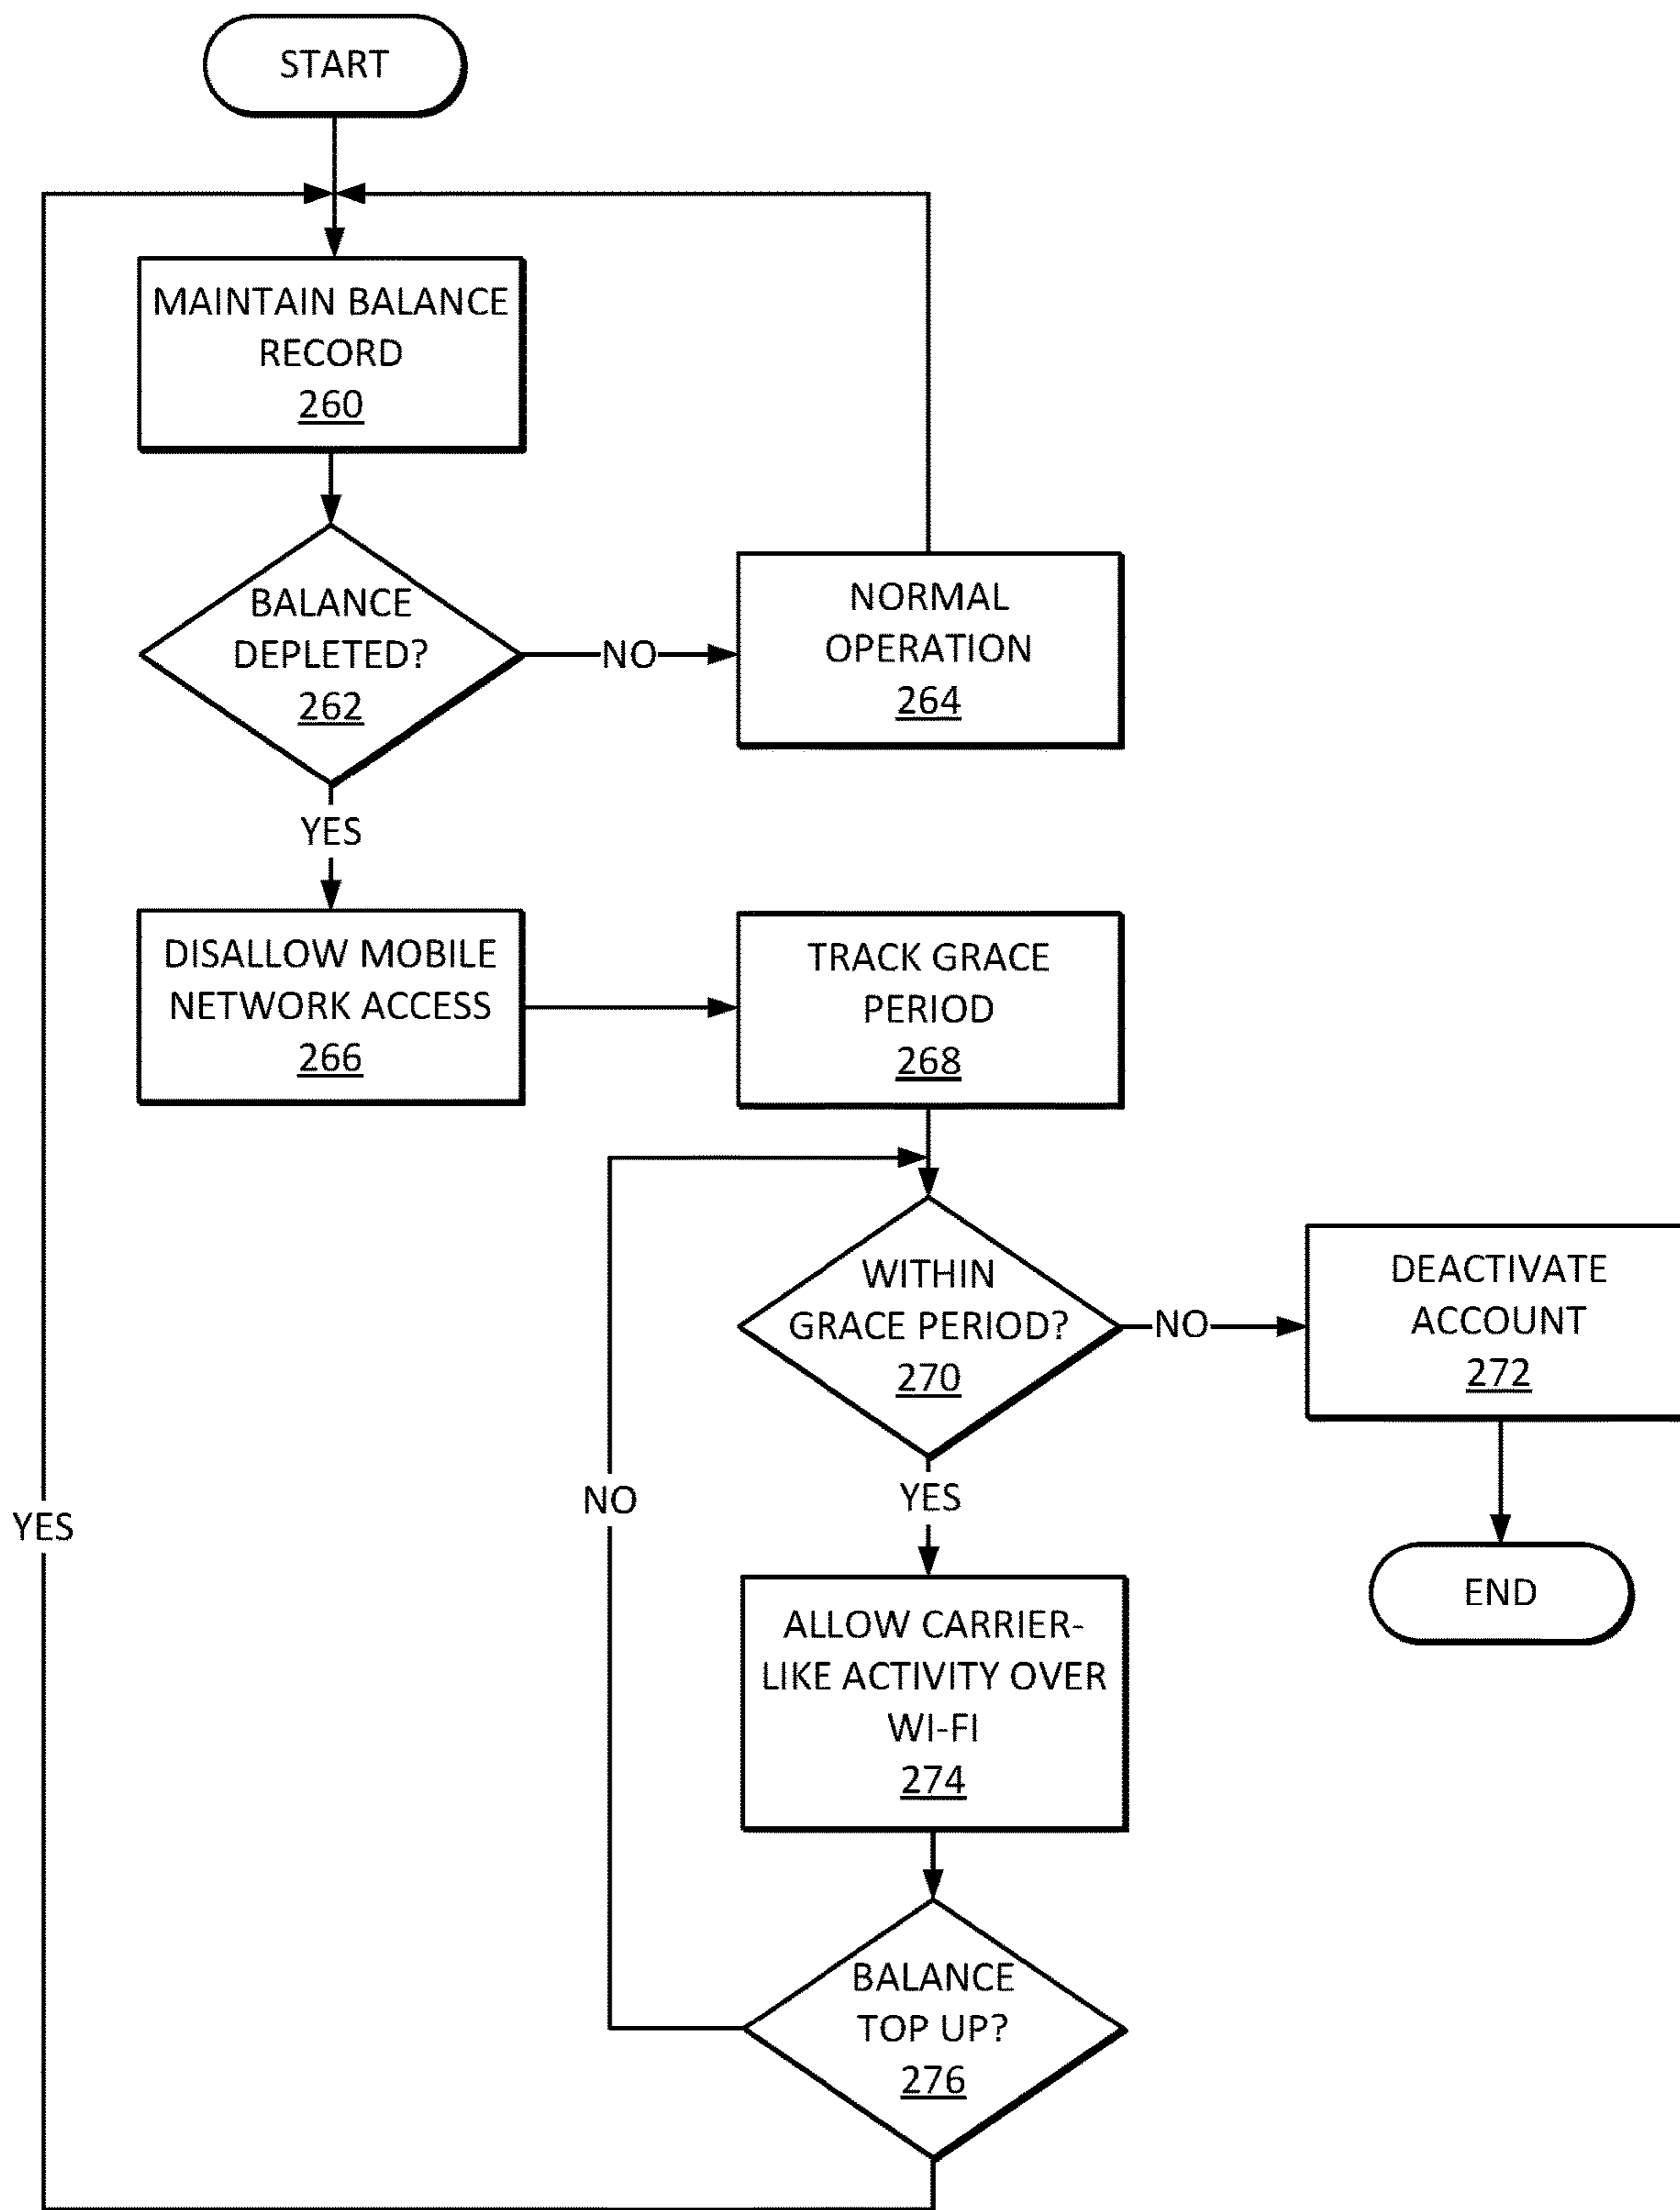 START
MAINTAIN BALANCE
RECORD
260
BALANCE
DEPLETED?
262
NO
NORMAL
OPERATION
264
YES
DISALLOW MOBILE
NETWORK ACCESS
266
TRACK GRACE
PERIOD
268
WITHIN
GRACE PERIOD?
270
NO
DEACTIVATE
ACCOUNT
272
END
YES
ALLOW CARRIER-
LIKE ACTIVITY OVER
WI-FI
274
BALANCE
TOP UP?
276
NO
YES